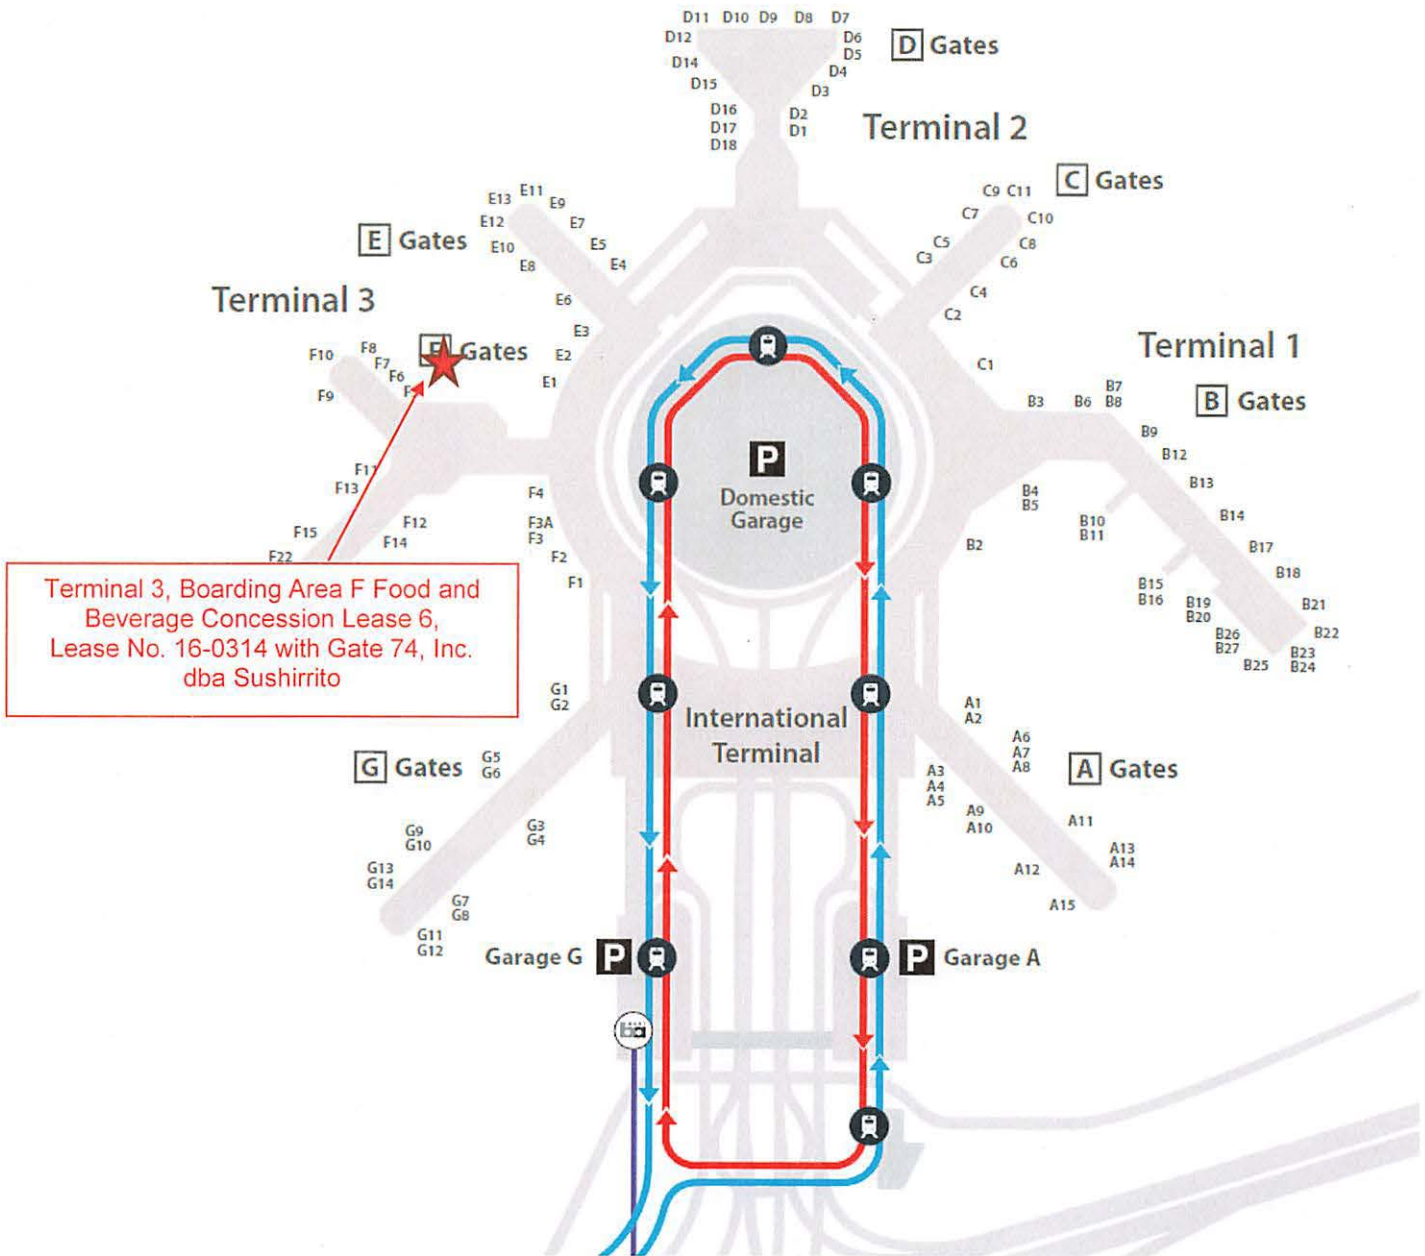 D11 D10 D9 D8 D7
D12
D6
D5
D14
D4
D15
D3
D16
D17
D18
D2
D1
D Gates
Terminal 2
C9 C11
C7
C10
C5
C8
C3
C6
C4
C2
C1
C Gates
E11
E13
E9
E12
E7
E10
E5
E8
E4
E6
E3
E2
E1
E Gates
Terminal 3
Gates
F10
F8
F7
F6
F9
F11
F13
F15
F22
F12
F14
F4
F3A
F3
F2
F1
Terminal 1
B Gates
B7
B8
B3
B6
B9
B12
B13
B14
B17
B18
B21
B22
B23
B24
B25
B26
B27
B19
B20
B15
B16
B10
B11
B4
B5
B2
P
Domestic
Garage
Terminal 3, Boarding Area F Food and
Beverage Concession Lease 6,
Lease No. 16-0314 with Gate 74, Inc.
dba Sushirrito
International
Terminal
G1
G2
G Gates
G5
G6
G3
G4
G9
G10
G13
G14
G7
G8
G11
G12
A1
A2
A6
A7
A8
A Gates
A3
A4
A5
A9
A10
A11
A13
A14
A12
A15
Garage G P
P Garage A
ba